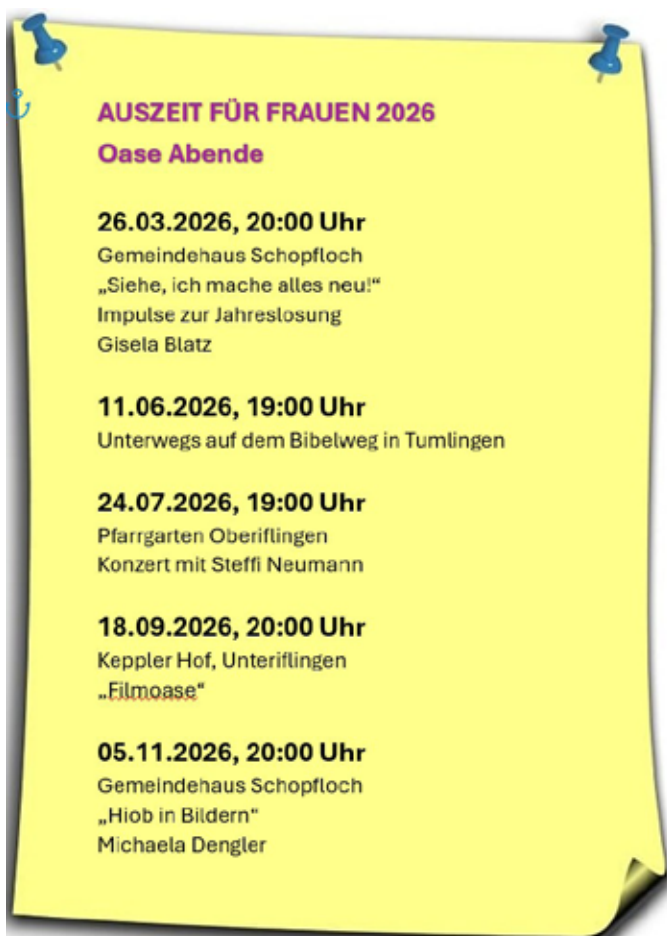 AUSZEIT FÜR FRAUEN 2026
Oase Abende
26.03.2026, 20:00 Uhr
Gemeindehaus Schopfloch
„Siehe, ich mache alles neu!“
Impulse zur Jahreslosung
Gisela Blatz
11.06.2026, 19:00 Uhr
Unterwegs auf dem Bibelweg in Tumlingen
24.07.2026, 19:00 Uhr
Pfarrgarten Oberiflingen
Konzert mit Steffi Neumann
18.09.2026, 20:00 Uhr
Keppler Hof, Unteriflingen
„Filmoase“
05.11.2026, 20:00 Uhr
Gemeindehaus Schopfloch
„Hiob in Bildern“
Michaela Dengler